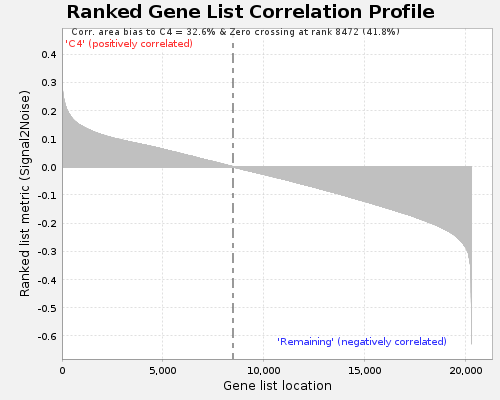 Ranked Gene List Correlation Profile
Corr. area bias to C4 = 32.6% & Zero crossing at rank 8472 (41.8%)
'C4' (positively correlated)
0.4
0.3
0.2
0.1
0.0
-0.1
-0.2
-0.3
-0.4
-0.5
-0.6
Ranked list metric (Signal2Noise)
'Remaining' (negatively correlated)
0 5,000 10,000 15,000 20,000
Gene list location